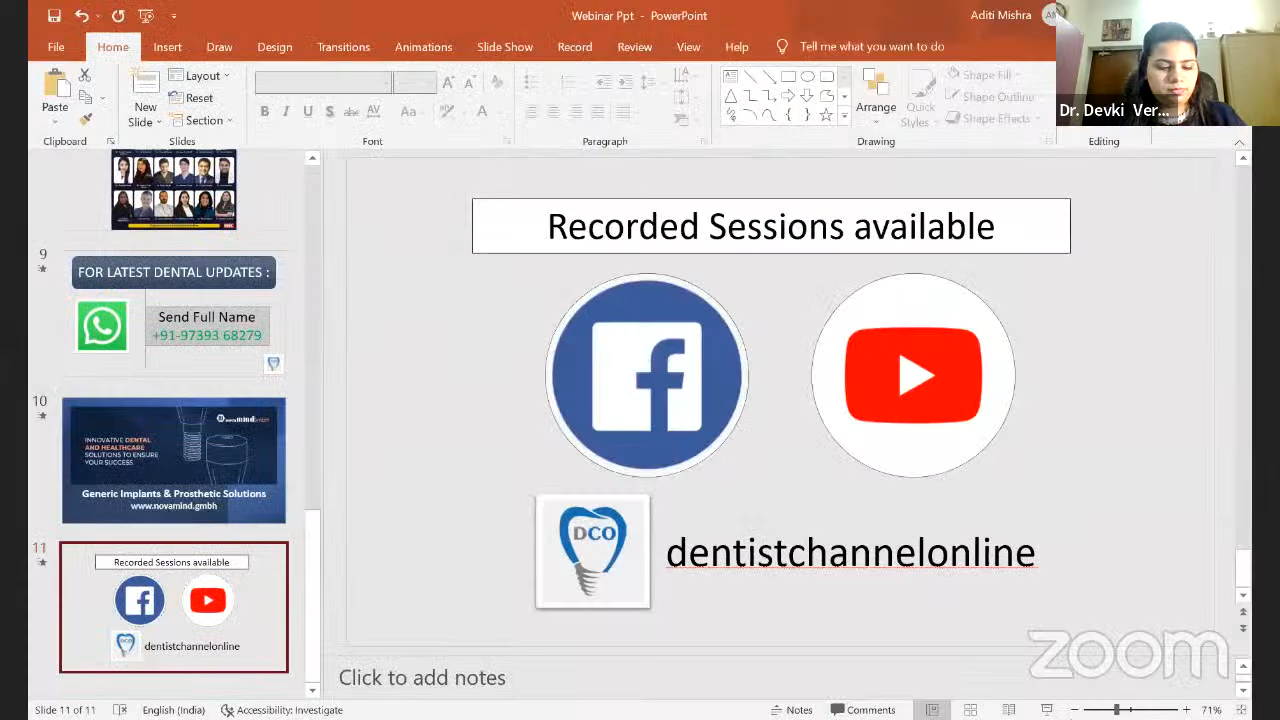 Webinar Ppt - PowerPoint
Aditi Mishra
File Home Insert Draw Design Transitions Animations Slide Show Record Review View Help Tell me what you want to do
Dr. Devki Ver...
Paste
New
Slide
Layout
Reset
Section
Arrange
Quick
Styles
Shape Fill
Shape Outline
Shape Effects
Clipboard
Slides
Font
Paragraph
Drawing
Editing
9
FOR LATEST DENTAL UPDATES :
Send Full Name
+91-97393 68279
10
INNOVATIVE DENTAL
AND HEALTHCARE
SOLUTIONS TO ENSURE
YOUR SUCCESS
Generic Implants & Prosthetic Solutions
www.novamind.gmbh
11
Recorded Sessions available
DCO
dentistchannelonline
Recorded Sessions available
DCO
dentistchannelonline
zoom
Click to add notes
Slide 11 of 11
English (India)
Accessibility: Investigate
Notes
Comments
71%